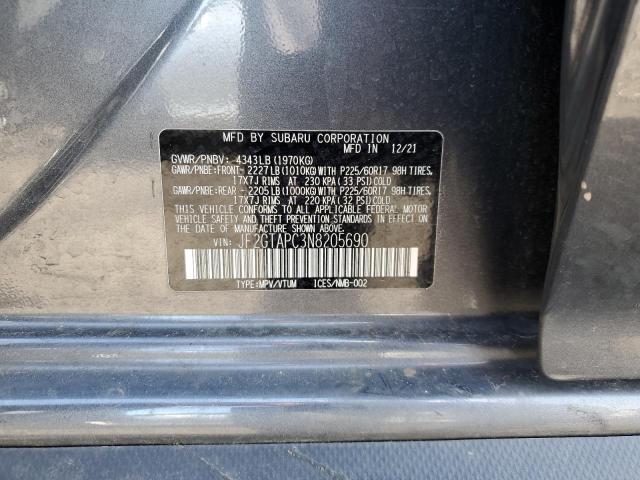 MFD BY SUBARU CORPORATION
MFD IN 12/21
GVWR/PNBV: 4343LB (1970KG)
GAWR/PNBE:FRONT- 2227LB (1010KG) WITH P225/60R17 98H TIRES,
17X7J RIMS AT 230 KPA (33 PSI) COLD
GAWR/PNBE:REAR - 2205LB (1000KG) WITH P225/60R17 98H TIRES,
17X7J RIMS AT 220 KPA (32 PSI) COLD
THIS VEHICLE CONFORMS TO ALL APPLICABLE FEDERAL MOTOR
VEHICLE SAFETY AND THEFT PREVENTION STANDARDS
IN EFFECT ON THE DATE OF MANUFACTURE SHOWN ABOVE.
VIN: JF2GTAPC3N8205690
TYPE:MPV/VTUM ICES/NMB-002